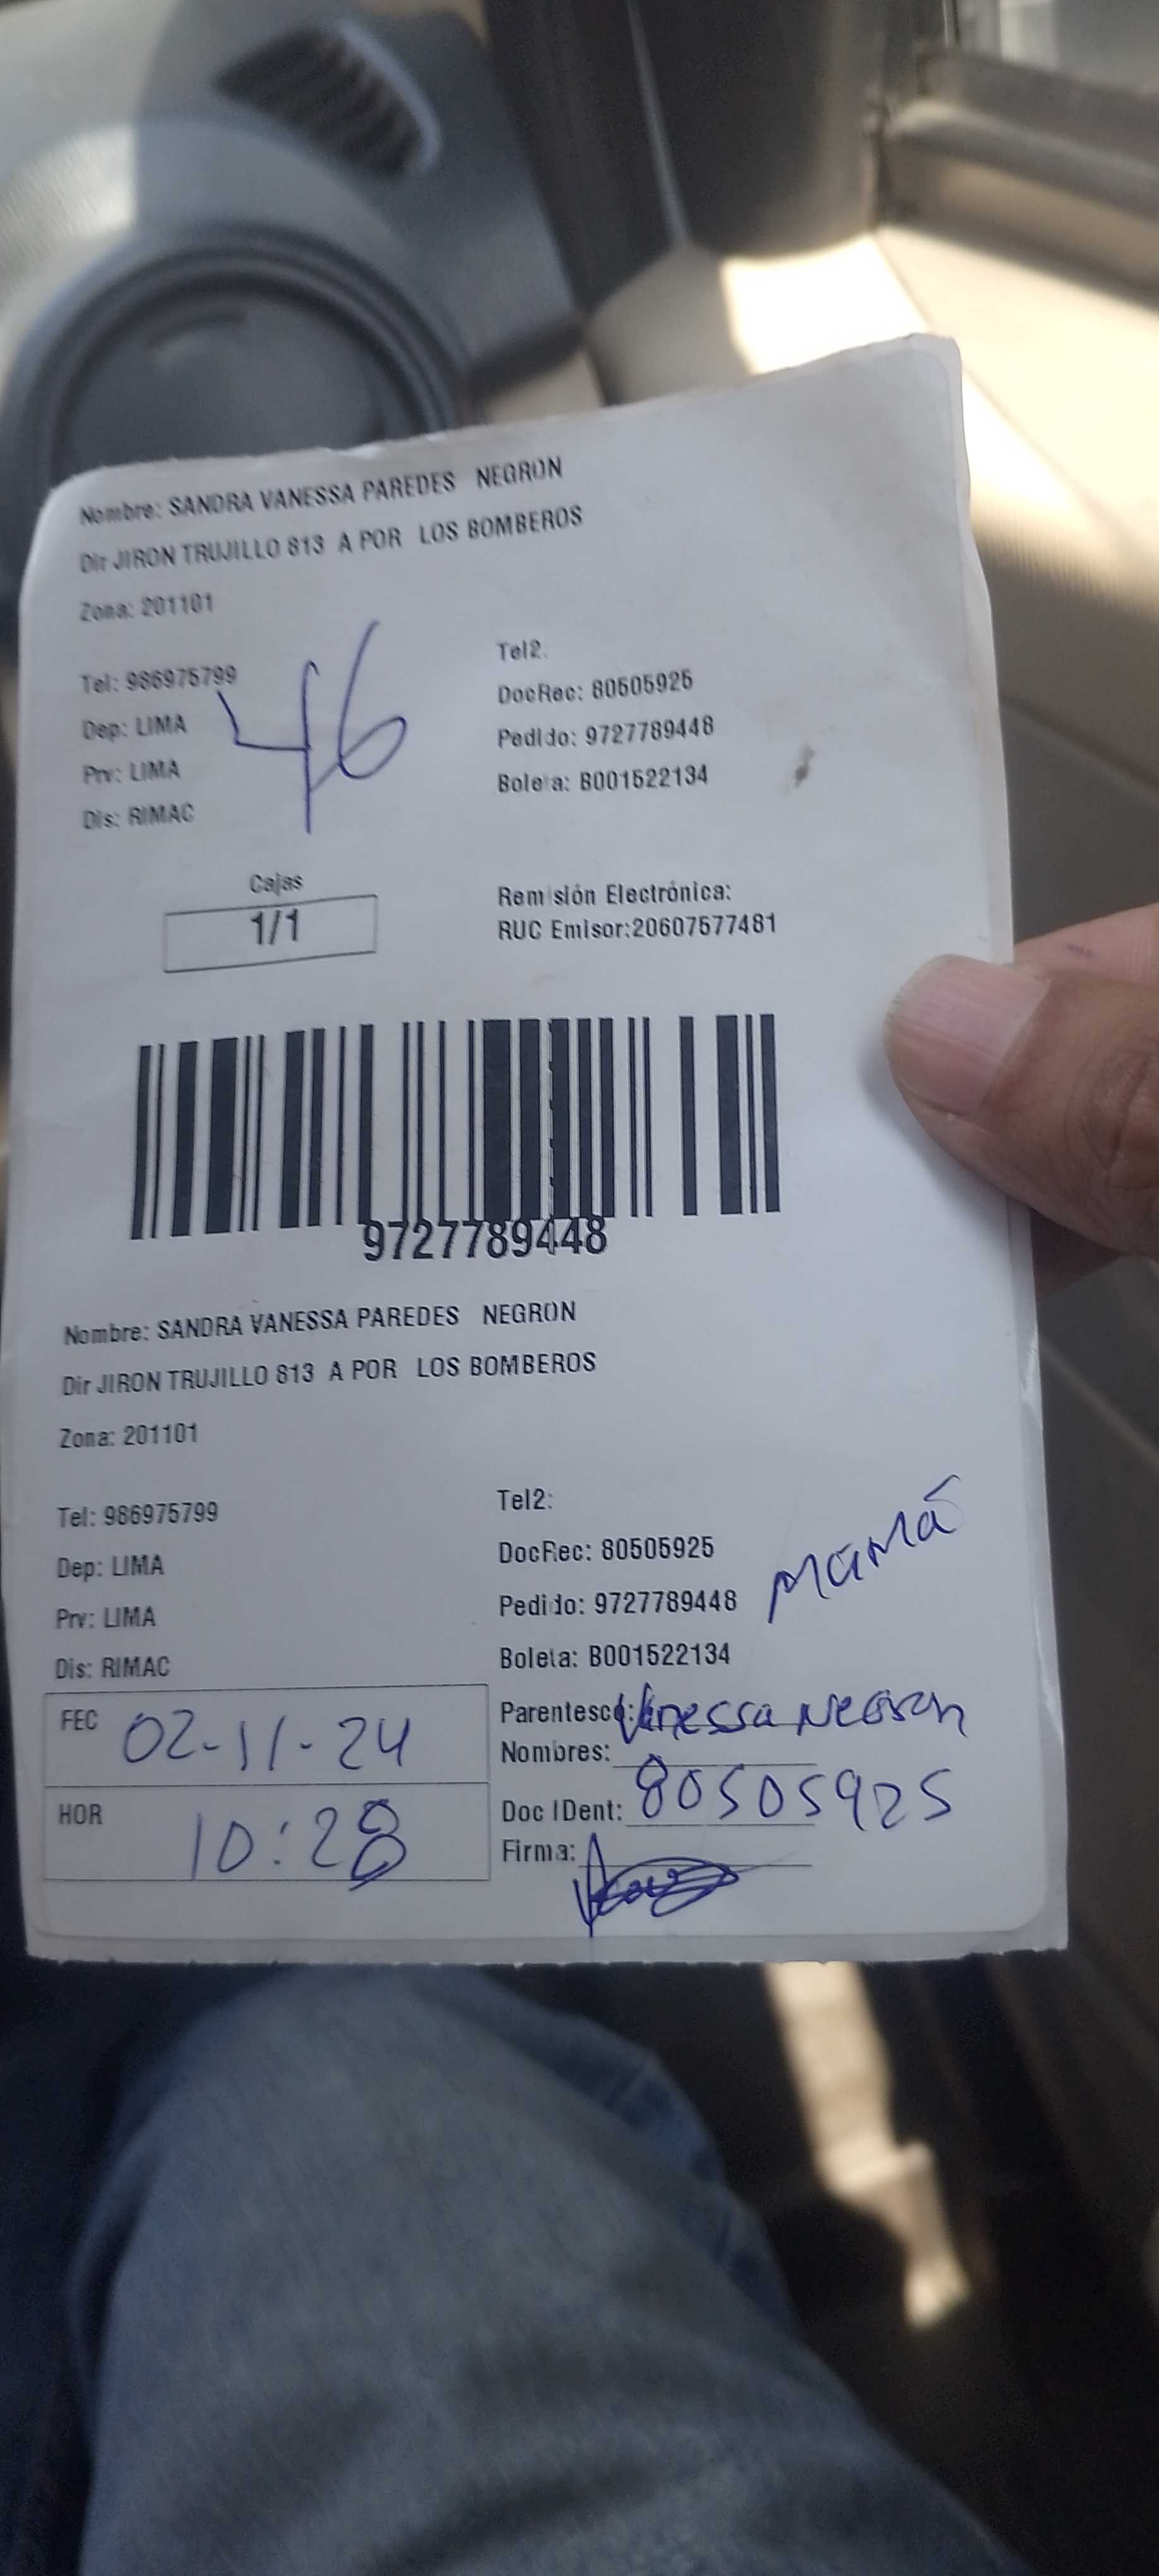 Nombre: SANDRA VANESSA PAREDES NEGRON
Dir JIRON TRUJILLO 813 A POR LOS BOMBEROS
Zona: 201101
Tel: 986975799
Tel2:
Dep: LIMA
DocRec: 80505925
Prv: LIMA
Pedido: 9727789448
Dis: RIMAC
Boleta: B001522134
46
Cajas
1/1
Remisión Electrónica:
RUC Emisor:20607577481
9727789448
Nombre: SANDRA VANESSA PAREDES NEGRON
Dir JIRON TRUJILLO 813 A POR LOS BOMBEROS
Zona: 201101
Tel: 986975799
Tel2:
Dep: LIMA
DocRec: 80505925
Prv: LIMA
Pedido: 9727789448
mamá
Dis: RIMAC
Boleta: B001522134
FEC 02-11-24
Parentesco: Vanessa Negron
Nombres:
HOR 10:28
Doc IDent: 80505925
Firma: